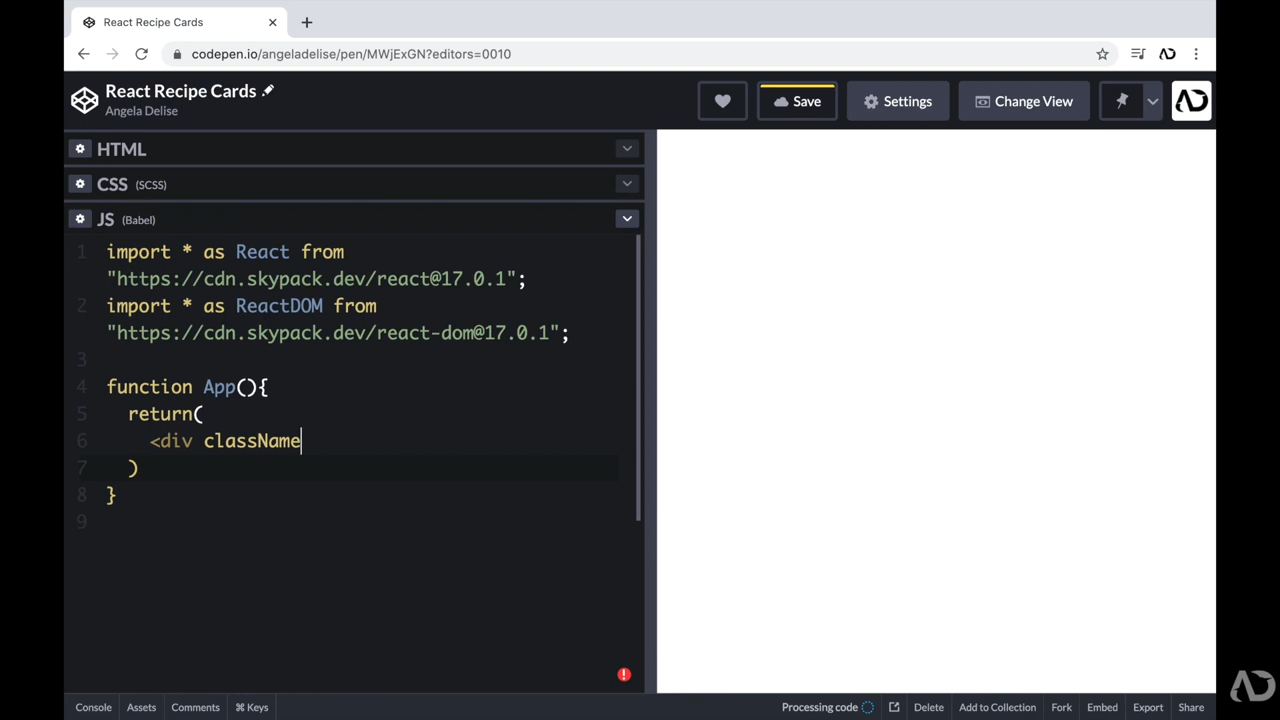 React Recipe Cards
codepen.io/angeladelise/pen/MWjExGN?editors=0010
React Recipe Cards
Angela Delise
Save
Settings
Change View
HTML
CSS (SCSS)
JS (Babel)
1 import * as React from
"https://cdn.skypack.dev/react@17.0.1";
2 import * as ReactDOM from
"https://cdn.skypack.dev/react-dom@17.0.1";
3
4 function App(){
5 return(
6 <div className
7 )
8 }
9
Console Assets Comments ⌘ Keys Processing code Delete Add to Collection Fork Embed Export Share